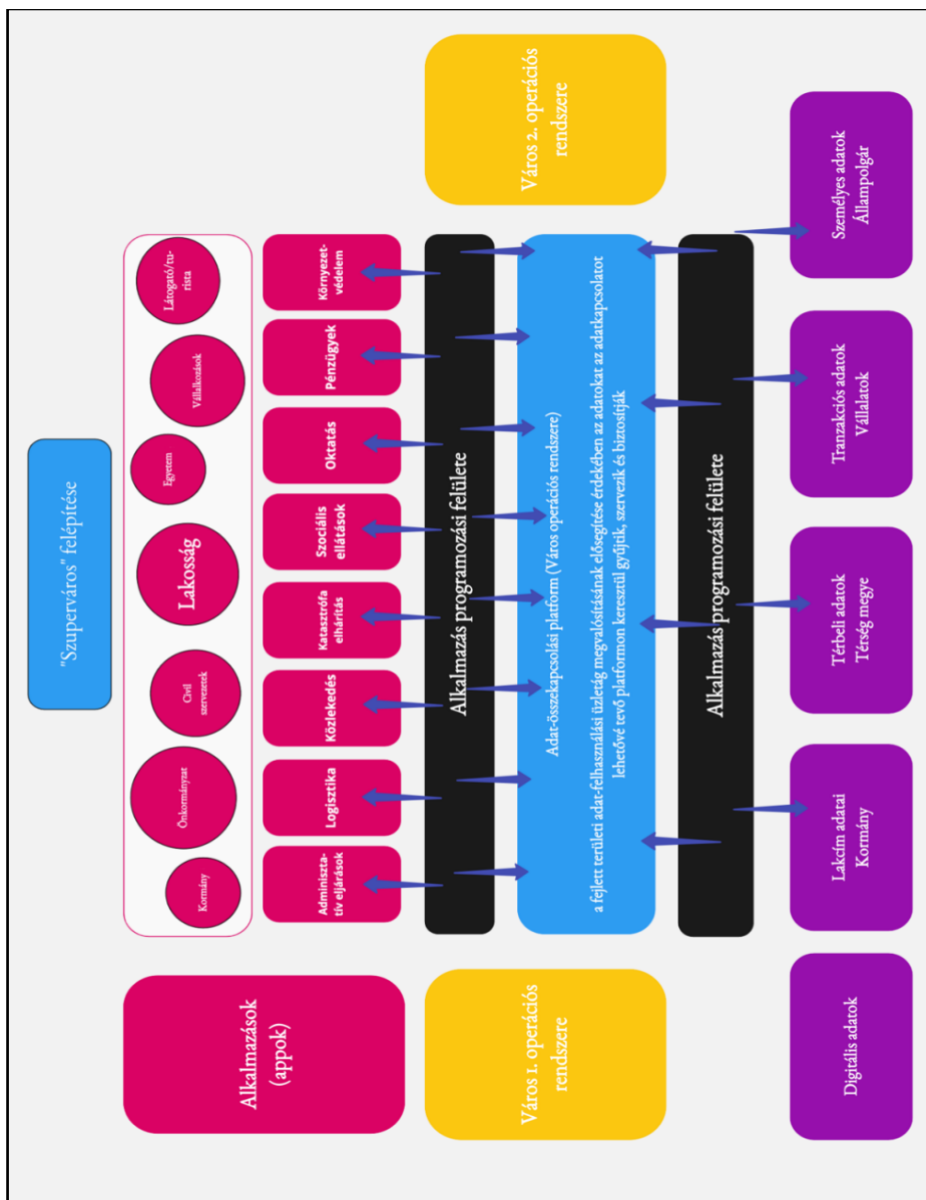 "Szuperváros" felépítése
Alkalmazások
(appok)
Kormány
Önkormányzat
Civil
szervezetek
Lakosság
Egyetem
Vállalkozások
Látogató/tu-
rista
Adminiszta-
tív eljárások
Logisztika
Közlekedés
Katasztrófa
elhárítás
Szociális
ellátások
Oktatás
Pénzügyek
Környezet-
védelem
Város 1. operációs
rendszere
Alkalmazás programozási felülete
Adat-összekapcsolási platform (Város operációs rendszere)
a fejlett területi adat-felhasználási üzletág megvalósításának elősegítése érdekében az adatokat az adatkapcsolatot
lehetővé tevő platformon keresztül gyűjtik, szervezik és biztosítják
Alkalmazás programozási felülete
Város 2. operációs
rendszere
Digitális adatok
Lakcím adatai
Kormány
Térbeli adatok
Térség megye
Tranzakciós adatok
Vállalatok
Személyes adatok
Állampolgár